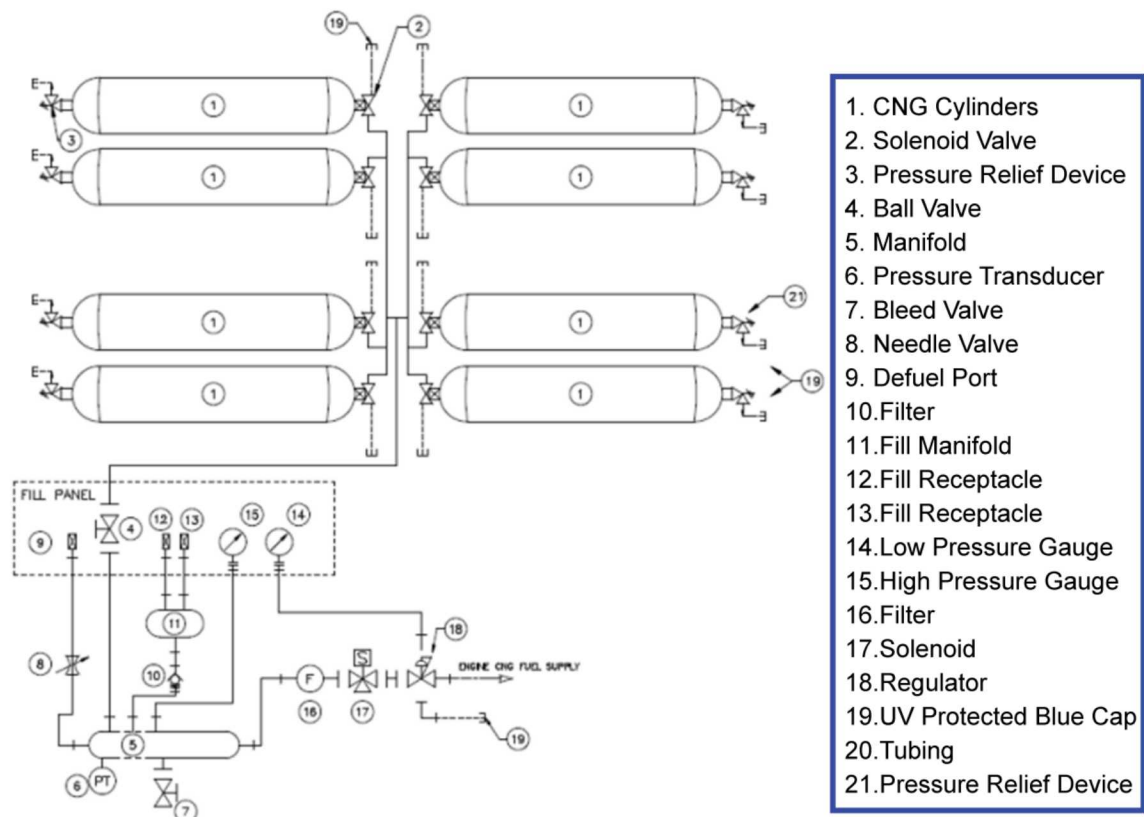 19
2
1
1
3
1
1
1
1
21
1
1
19
FILL PANEL
9
4
12
13
15
14
11
8
10
18
ENGINE CNG FUEL SUPPLY
F
S
16
17
19
5
6
PT
7
1. CNG Cylinders
2. Solenoid Valve
3. Pressure Relief Device
4. Ball Valve
5. Manifold
6. Pressure Transducer
7. Bleed Valve
8. Needle Valve
9. Defuel Port
10.Filter
11.Fill Manifold
12.Fill Receptacle
13.Fill Receptacle
14.Low Pressure Gauge
15.High Pressure Gauge
16.Filter
17.Solenoid
18.Regulator
19.UV Protected Blue Cap
20.Tubing
21.Pressure Relief Device